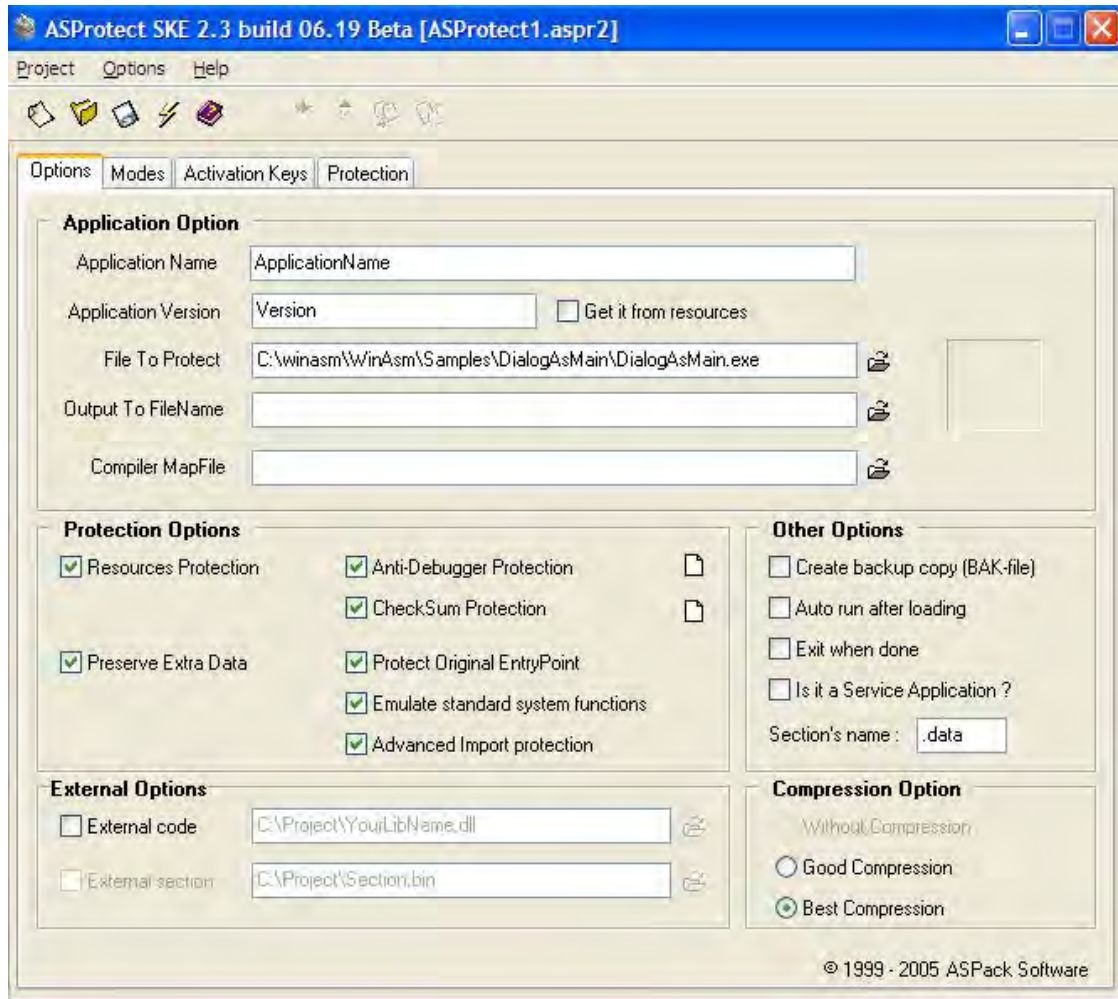 ASProtect SKE 2.3 build 06.19 Beta [ASProtect1.aspr2]
Project Options Help
Options Modes Activation Keys Protection
Application Option
Application Name ApplicationName
Application Version Version Get it from resources
File To Protect C:\winasm\WinAsm\Samples\DialogAsMain\DialogAsMain.exe
Output To FileName
Compiler MapFile
Protection Options
Resources Protection Anti-Debugger Protection
CheckSum Protection
Preserve Extra Data Protect Original EntryPoint
Emulate standard system functions
Advanced Import protection
Other Options
Create backup copy (BAK-file)
Auto run after loading
Exit when done
Is it a Service Application ?
Section's name : .data
External Options
External code C:\Project\YourLibName.dll
External section C:\Project\Section.bin
Compression Option
Without Compression
Good Compression
Best Compression
© 1999 - 2005 ASPack Software